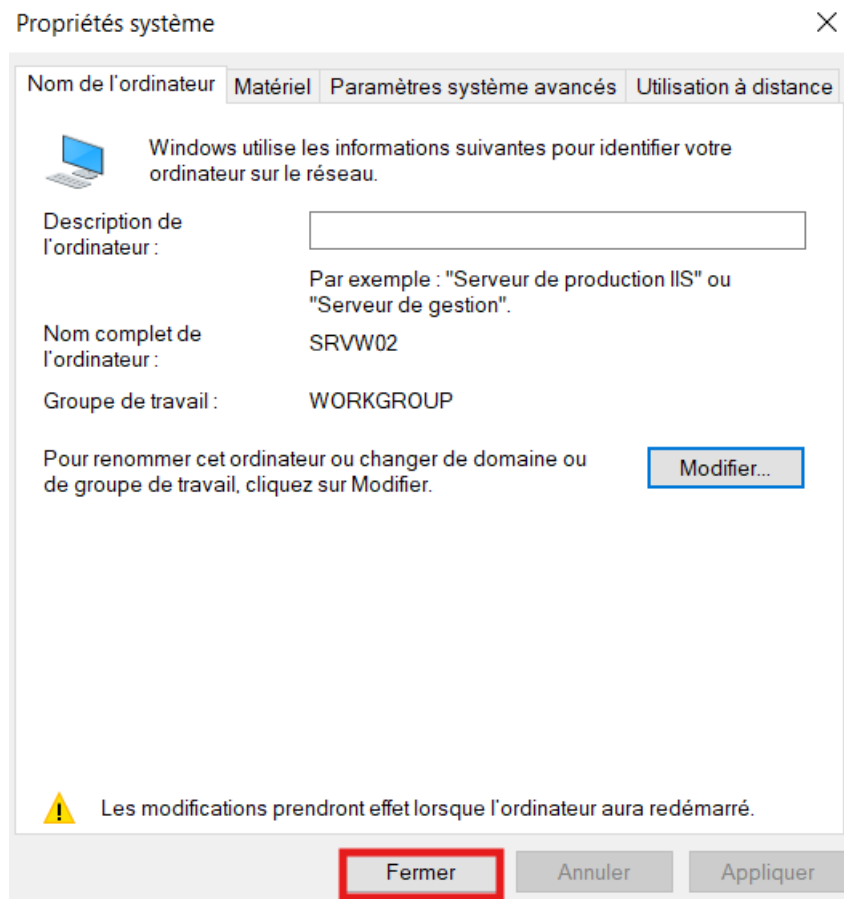 Propriétés système
Nom de l'ordinateur Matériel Paramètres système avancés Utilisation à distance
Windows utilise les informations suivantes pour identifier votre
ordinateur sur le réseau.
Description de
l'ordinateur :
Par exemple : "Serveur de production IIS" ou
"Serveur de gestion".
Nom complet de
l'ordinateur :
SRVW02
Groupe de travail : WORKGROUP
Pour renommer cet ordinateur ou changer de domaine ou
de groupe de travail, cliquez sur Modifier.
Modifier...
Les modifications prendront effet lorsque l'ordinateur aura redémarré.
Fermer Annuler Appliquer